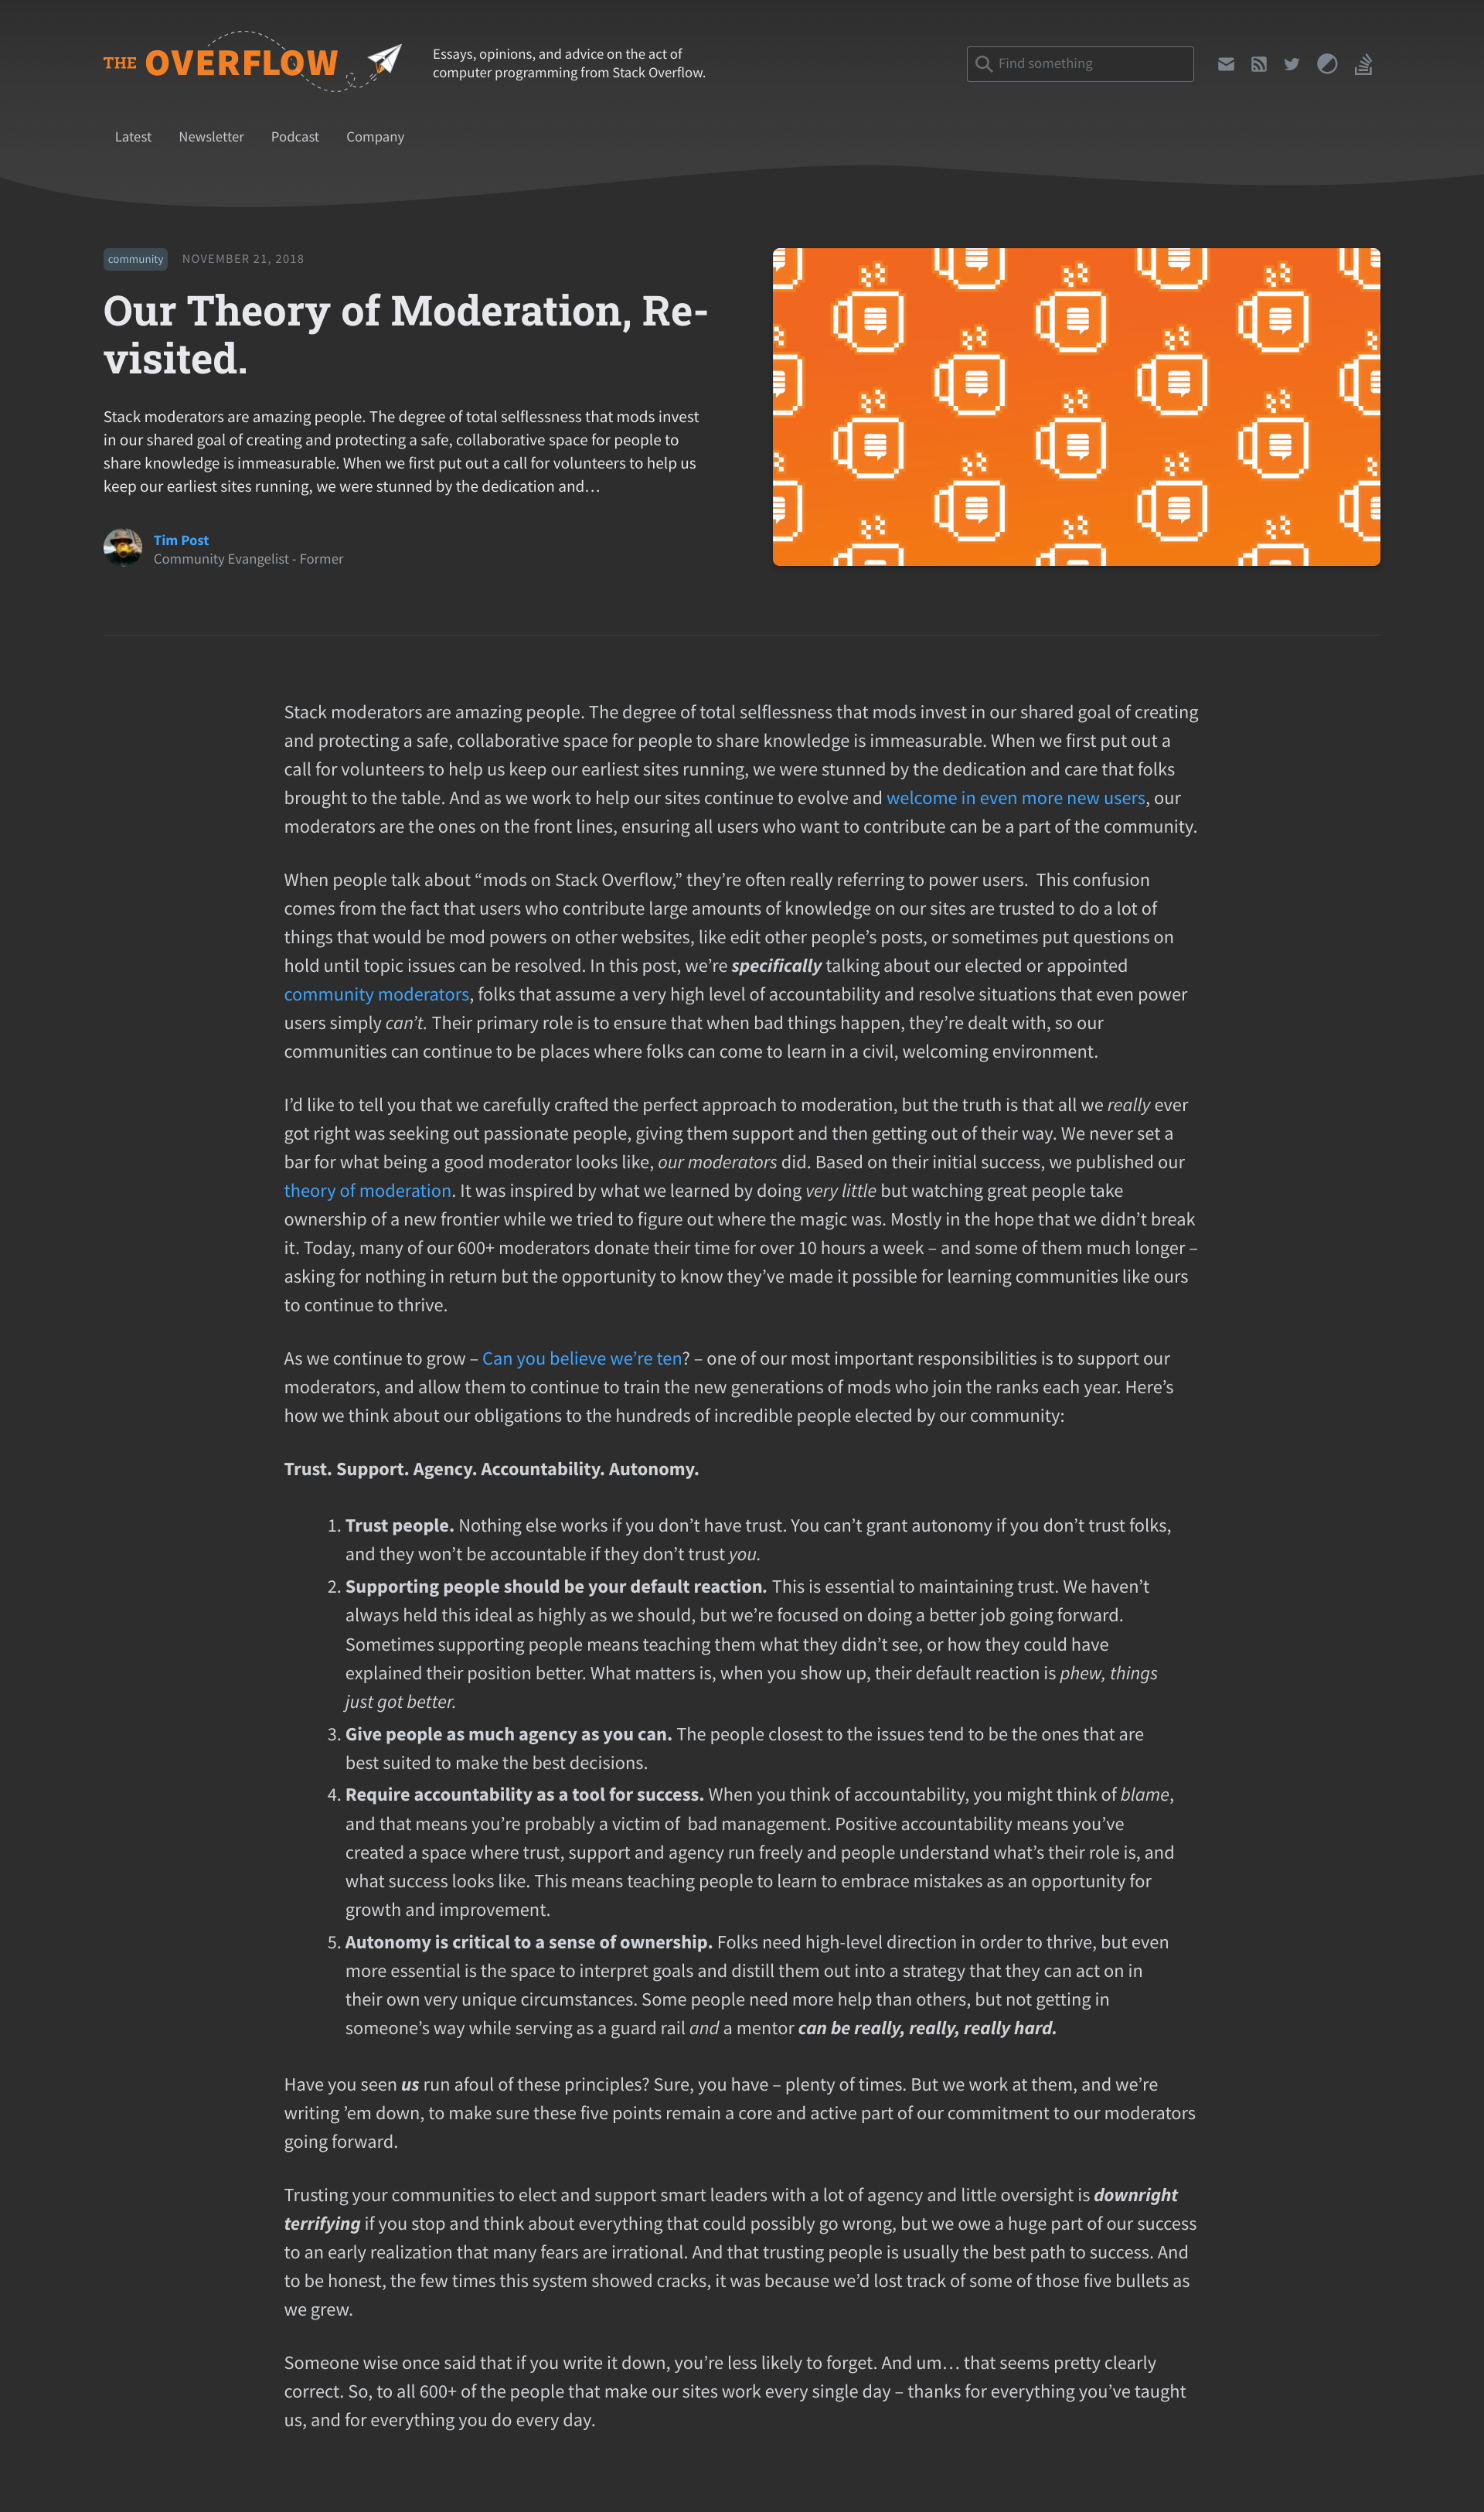 THE OVERFLOW
Essays, opinions, and advice on the act of
computer programming from Stack Overflow.
Find something
Latest Newsletter Podcast Company
community NOVEMBER 21, 2018
Our Theory of Moderation, Re-
visited.
Stack moderators are amazing people. The degree of total selflessness that mods invest
in our shared goal of creating and protecting a safe, collaborative space for people to
share knowledge is immeasurable. When we first put out a call for volunteers to help us
keep our earliest sites running, we were stunned by the dedication and…
Tim Post
Community Evangelist - Former
Stack moderators are amazing people. The degree of total selflessness that mods invest in our shared goal of creating
and protecting a safe, collaborative space for people to share knowledge is immeasurable. When we first put out a
call for volunteers to help us keep our earliest sites running, we were stunned by the dedication and care that folks
brought to the table. And as we work to help our sites continue to evolve and welcome in even more new users, our
moderators are the ones on the front lines, ensuring all users who want to contribute can be a part of the community.
When people talk about “mods on Stack Overflow,” they’re often really referring to power users.  This confusion
comes from the fact that users who contribute large amounts of knowledge on our sites are trusted to do a lot of
things that would be mod powers on other websites, like edit other people’s posts, or sometimes put questions on
hold until topic issues can be resolved. In this post, we’re specifically talking about our elected or appointed
community moderators, folks that assume a very high level of accountability and resolve situations that even power
users simply can’t. Their primary role is to ensure that when bad things happen, they’re dealt with, so our
communities can continue to be places where folks can come to learn in a civil, welcoming environment.
I’d like to tell you that we carefully crafted the perfect approach to moderation, but the truth is that all we really ever
got right was seeking out passionate people, giving them support and then getting out of their way. We never set a
bar for what being a good moderator looks like, our moderators did. Based on their initial success, we published our
theory of moderation. It was inspired by what we learned by doing very little but watching great people take
ownership of a new frontier while we tried to figure out where the magic was. Mostly in the hope that we didn’t break
it. Today, many of our 600+ moderators donate their time for over 10 hours a week – and some of them much longer –
asking for nothing in return but the opportunity to know they’ve made it possible for learning communities like ours
to continue to thrive.
As we continue to grow – Can you believe we’re ten? – one of our most important responsibilities is to support our
moderators, and allow them to continue to train the new generations of mods who join the ranks each year. Here’s
how we think about our obligations to the hundreds of incredible people elected by our community:
Trust. Support. Agency. Accountability. Autonomy.
1. Trust people. Nothing else works if you don’t have trust. You can’t grant autonomy if you don’t trust folks,
and they won’t be accountable if they don’t trust you.
2. Supporting people should be your default reaction. This is essential to maintaining trust. We haven’t
always held this ideal as highly as we should, but we’re focused on doing a better job going forward.
Sometimes supporting people means teaching them what they didn’t see, or how they could have
explained their position better. What matters is, when you show up, their default reaction is phew, things
just got better.
3. Give people as much agency as you can. The people closest to the issues tend to be the ones that are
best suited to make the best decisions.
4. Require accountability as a tool for success. When you think of accountability, you might think of blame,
and that means you’re probably a victim of  bad management. Positive accountability means you’ve
created a space where trust, support and agency run freely and people understand what’s their role is, and
what success looks like. This means teaching people to learn to embrace mistakes as an opportunity for
growth and improvement.
5. Autonomy is critical to a sense of ownership. Folks need high-level direction in order to thrive, but even
more essential is the space to interpret goals and distill them out into a strategy that they can act on in
their own very unique circumstances. Some people need more help than others, but not getting in
someone’s way while serving as a guard rail and a mentor can be really, really, really hard.
Have you seen us run afoul of these principles? Sure, you have – plenty of times. But we work at them, and we’re
writing ’em down, to make sure these five points remain a core and active part of our commitment to our moderators
going forward.
Trusting your communities to elect and support smart leaders with a lot of agency and little oversight is downright
terrifying if you stop and think about everything that could possibly go wrong, but we owe a huge part of our success
to an early realization that many fears are irrational. And that trusting people is usually the best path to success. And
to be honest, the few times this system showed cracks, it was because we’d lost track of some of those five bullets as
we grew.
Someone wise once said that if you write it down, you’re less likely to forget. And um… that seems pretty clearly
correct. So, to all 600+ of the people that make our sites work every single day – thanks for everything you’ve taught
us, and for everything you do every day.